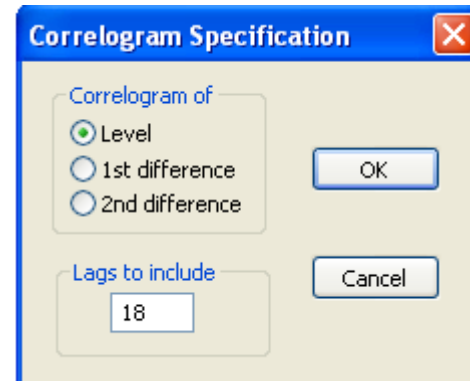 Correlogram Specification
Correlogram of
Level
1st difference
2nd difference
OK
Lags to include
18
Cancel